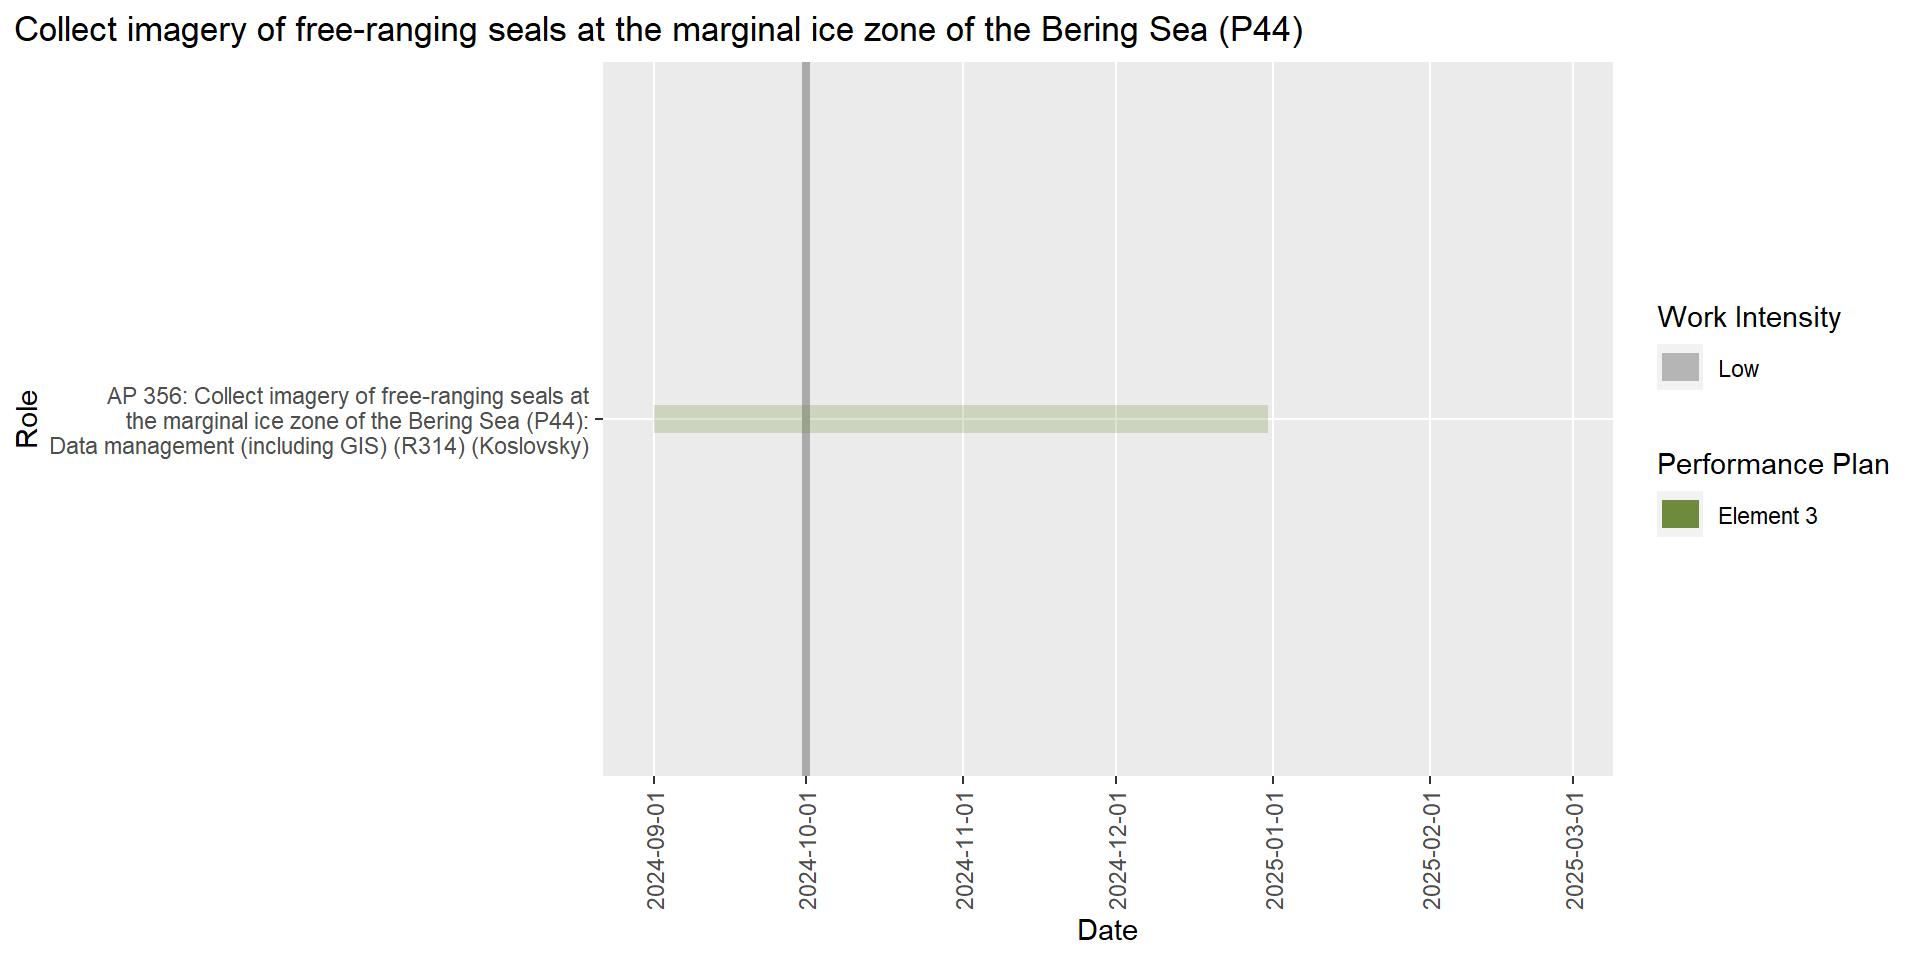 Collect imagery of free-ranging seals at the marginal ice zone of the Bering Sea (P44)
Role
AP 356: Collect imagery of free-ranging seals at
the marginal ice zone of the Bering Sea (P44):
Data management (including GIS) (R314) (Koslovsky)
2024-09-01
2024-10-01
2024-11-01
2024-12-01
2025-01-01
2025-02-01
2025-03-01
Date
Work Intensity
Low
Performance Plan
Element 3